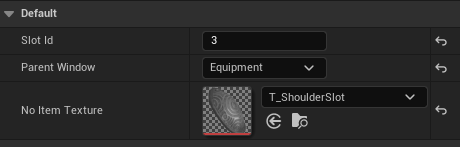 Default
Slot Id 3
Parent Window Equipment
No Item Texture T_ShoulderSlot